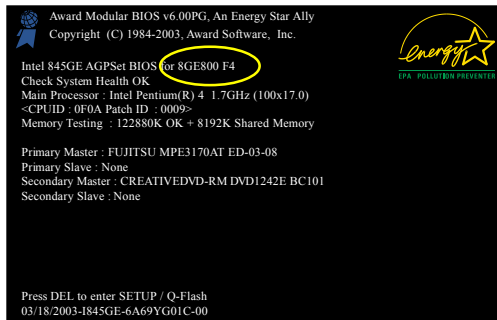 Award Modular BIOS v6.00PG, An Energy Star Ally
Copyright (C) 1984-2003, Award Software, Inc.
energy
EPA POLLUTION PREVENTER
Intel 845GE AGPSet BIOS for 8GE800 F4
Check System Health OK
Main Processor : Intel Pentium(R) 4 1.7GHz (100x17.0)
<CPUID : 0F0A Patch ID : 0009>
Memory Testing : 122880K OK + 8192K Shared Memory
Primary Master : FUJITSU MPE3170AT ED-03-08
Primary Slave : None
Secondary Master : CREATIVEDVD-RM DVD1242E BC101
Secondary Slave : None
Press DEL to enter SETUP / Q-Flash
03/18/2003-I845GE-6A69YG01C-00